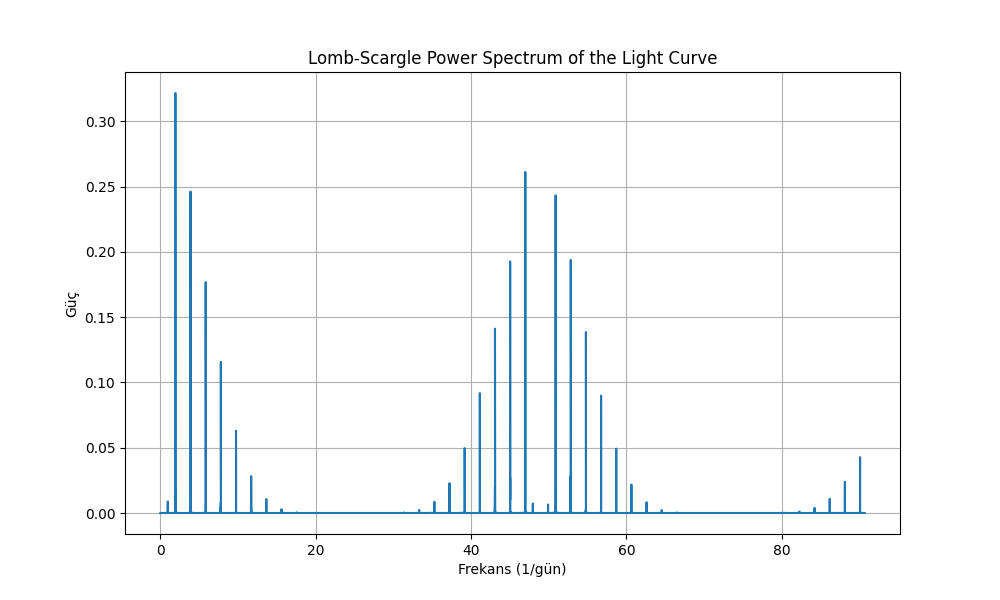 Lomb-Scargle Power Spectrum of the Light Curve
0.30
0.25
0.20
0.15
0.10
0.05
0.00
Güç
0 20 40 60 80
Frekans (1/gün)